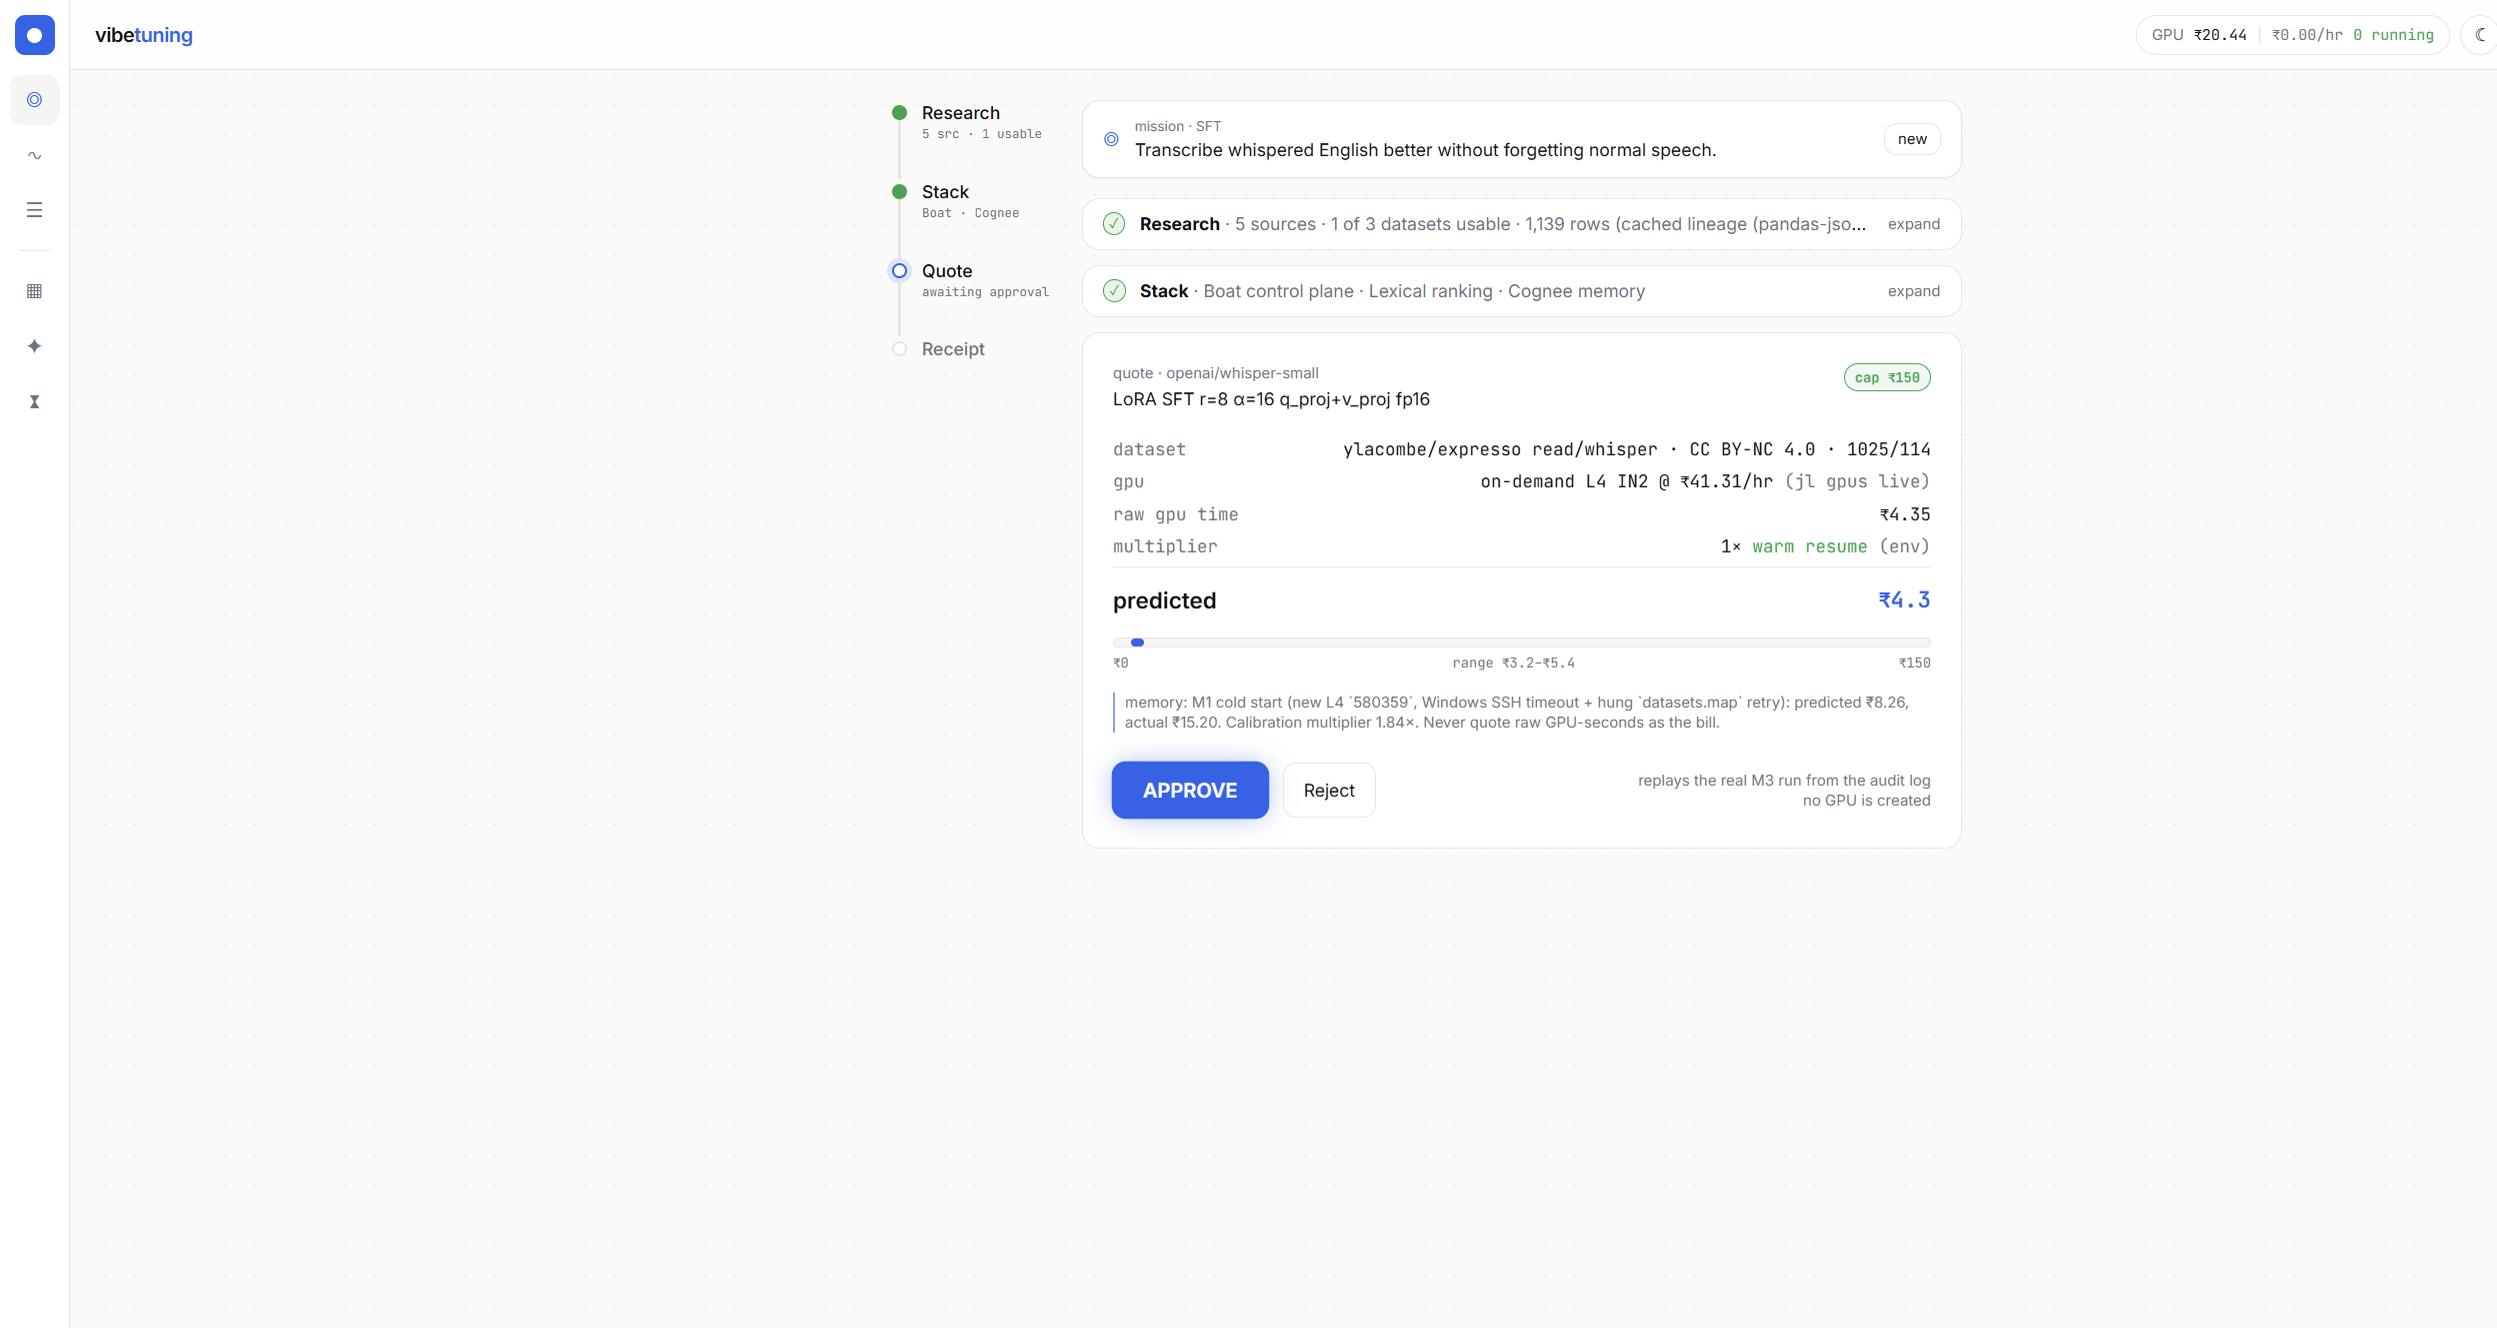 vibetuning
GPU ₹20.44 ₹0.00/hr 0 running
Research
5 src · 1 usable
Stack
Boat · Cognee
Quote
awaiting approval
Receipt
mission · SFT
Transcribe whispered English better without forgetting normal speech.
new
Research · 5 sources · 1 of 3 datasets usable · 1,139 rows (cached lineage (pandas-jso...
expand
Stack · Boat control plane · Lexical ranking · Cognee memory
expand
quote · openai/whisper-small
cap ₹150
LoRA SFT r=8 α=16 q_proj+v_proj fp16
dataset ylacombe/expresso read/whisper · CC BY-NC 4.0 · 1025/114
gpu on-demand L4 IN2 @ ₹41.31/hr (jl gpus live)
raw gpu time ₹4.35
multiplier 1× warm resume (env)
predicted ₹4.3
₹0 range ₹3.2–₹5.4 ₹150
memory: M1 cold start (new L4 `580359`, Windows SSH timeout + hung `datasets.map` retry): predicted ₹8.26,
actual ₹15.20. Calibration multiplier 1.84×. Never quote raw GPU-seconds as the bill.
APPROVE
Reject
replays the real M3 run from the audit log
no GPU is created